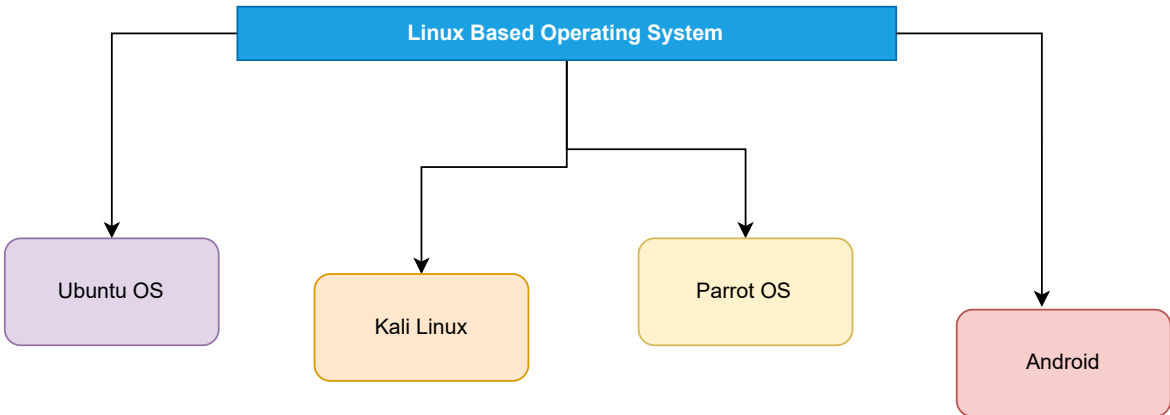 Linux Based Operating System
Ubuntu OS
Kali Linux
Parrot OS
Android